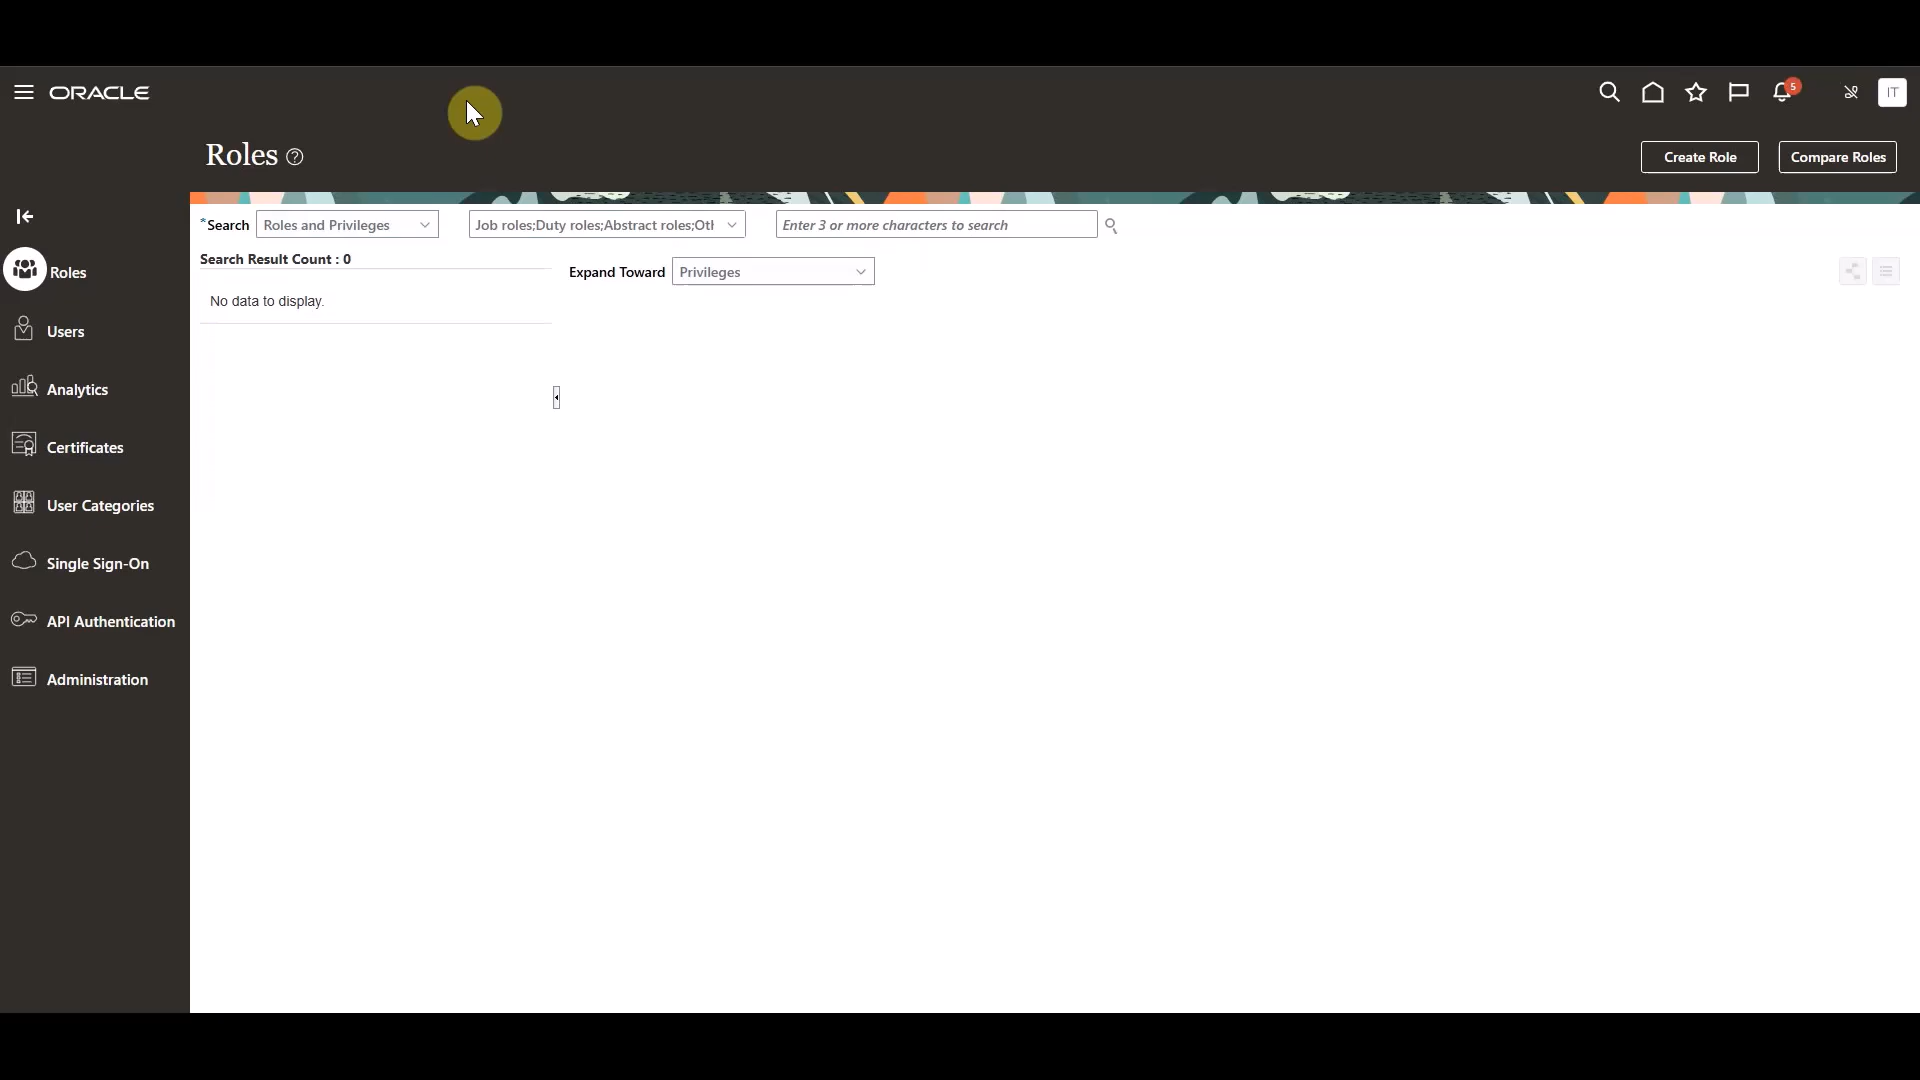 ORACLE
5
IT
Roles ?
Create Role
Compare Roles
*Search
Roles and Privileges
Job roles;Duty roles;Abstract roles;Otl
Enter 3 or more characters to search
Search Result Count : 0
Expand Toward
Privileges
No data to display.
Roles
Users
Analytics
Certificates
User Categories
Single Sign-On
API Authentication
Administration